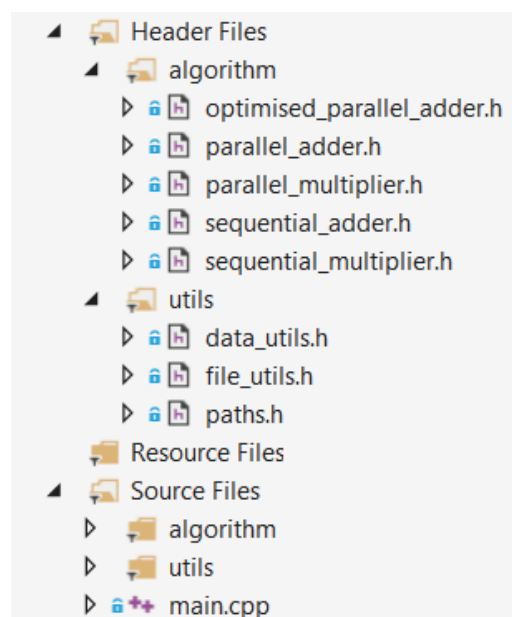 Header Files
algorithm
optimised_parallel_adder.h
parallel_adder.h
parallel_multiplier.h
sequential_adder.h
sequential_multiplier.h
utils
data_utils.h
file_utils.h
paths.h
Resource Files
Source Files
algorithm
utils
main.cpp